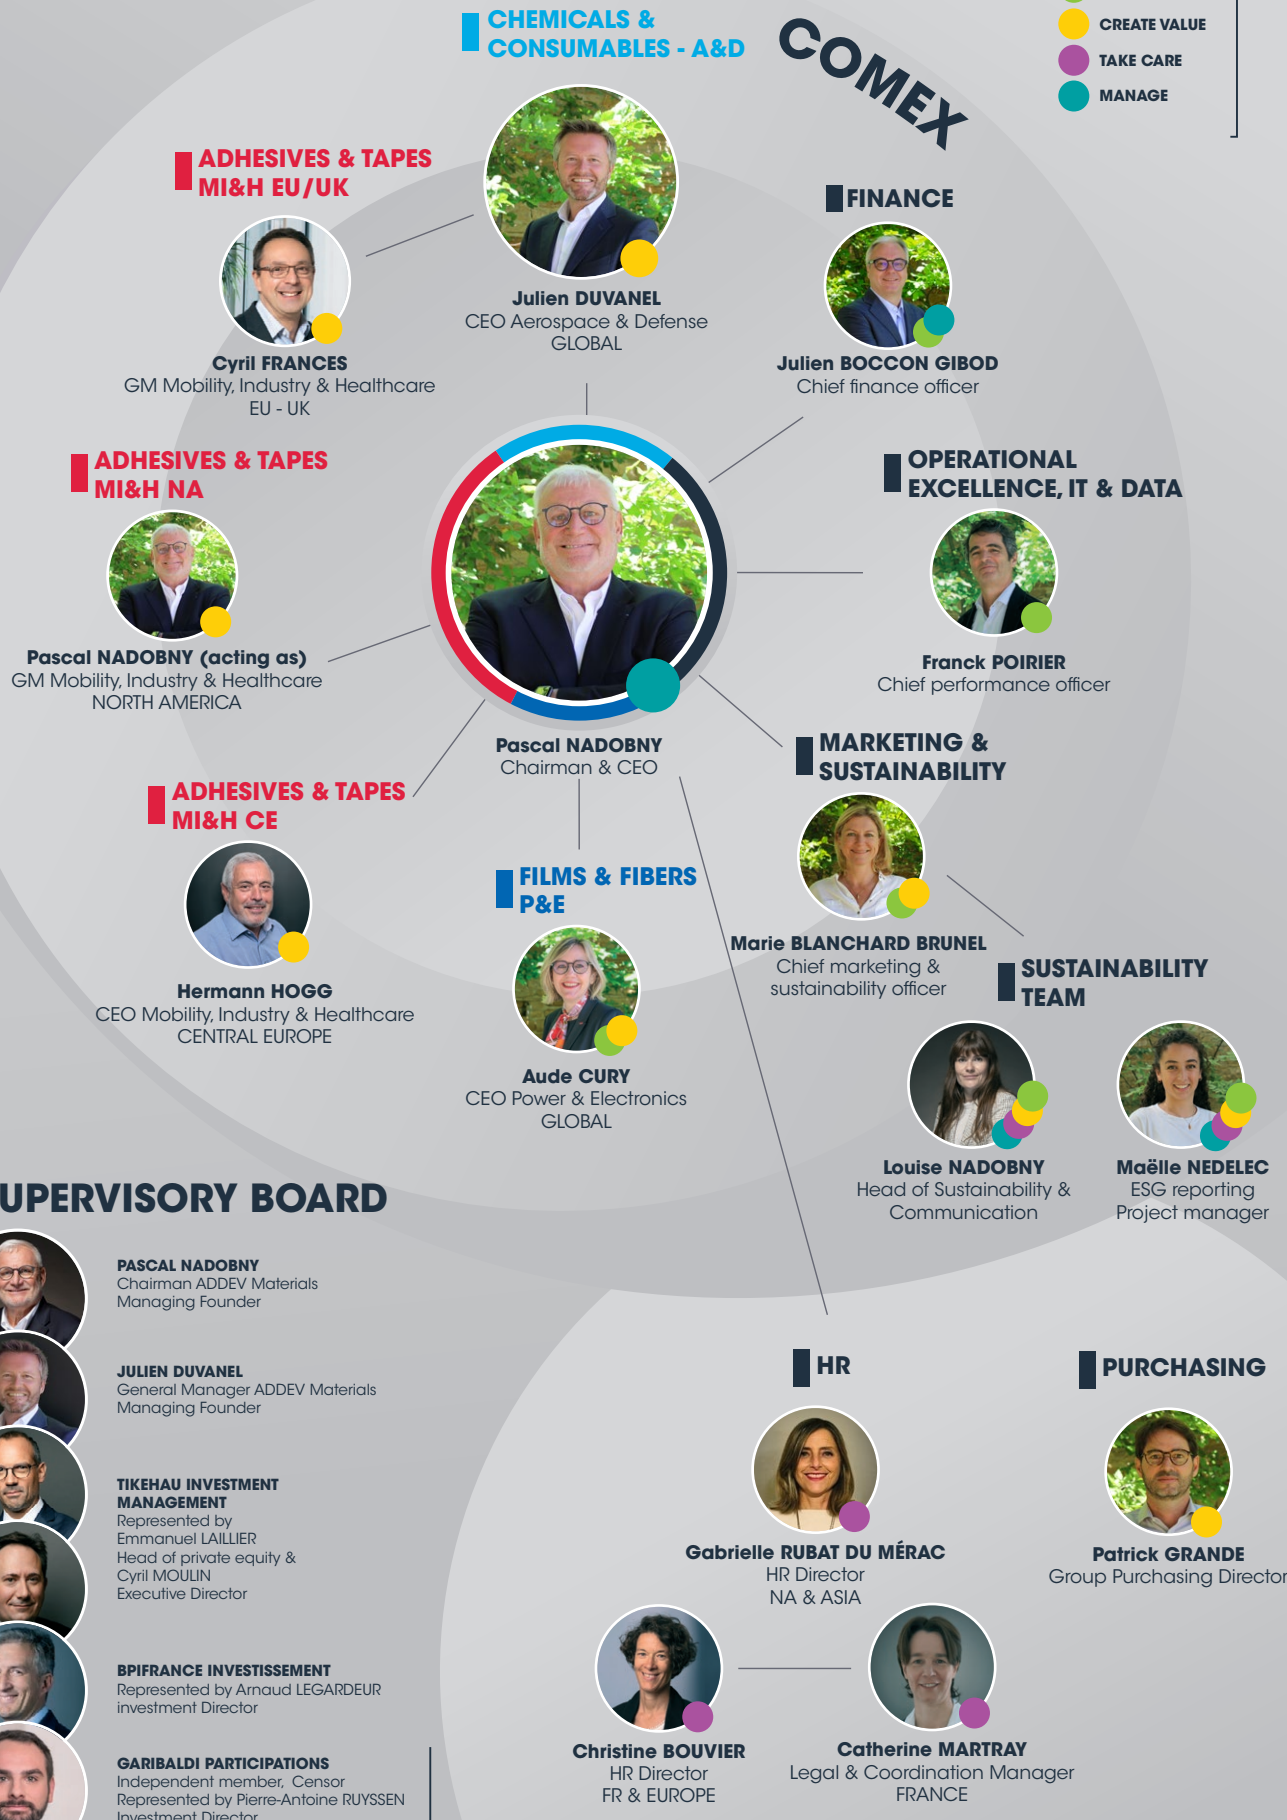 CHEMICALS &
CONSUMABLES - A&D
COMEX
CREATE VALUE
TAKE CARE
MANAGE
ADHESIVES & TAPES
MI&H EU/UK
FINANCE
Julien DUVANEL
CEO Aerospace & Defense
GLOBAL
Cyril FRANCES
GM Mobility, Industry & Healthcare
EU - UK
Julien BOCCON GIBOD
Chief finance officer
ADHESIVES & TAPES
MI&H NA
OPERATIONAL
EXCELLENCE, IT & DATA
Pascal NADOBNY (acting as)
GM Mobility, Industry & Healthcare
NORTH AMERICA
Franck POIRIER
Chief performance officer
Pascal NADOBNY
Chairman & CEO
MARKETING &
SUSTAINABILITY
ADHESIVES & TAPES
MI&H CE
FILMS & FIBERS
P&E
Marie BLANCHARD BRUNEL
Chief marketing &
sustainability officer
SUSTAINABILITY
TEAM
Hermann HOGG
CEO Mobility, Industry & Healthcare
CENTRAL EUROPE
Aude CURY
CEO Power & Electronics
GLOBAL
Louise NADOBNY
Head of Sustainability &
Communication
Maëlle NEDELEC
ESG reporting
Project manager
UPERVISORY BOARD
PASCAL NADOBNY
Chairman ADDEV Materials
Managing Founder
JULIEN DUVANEL
General Manager ADDEV Materials
Managing Founder
TIKEHAU INVESTMENT
MANAGEMENT
Represented by
Emmanuel LAILLIER
Head of private equity &
Cyril MOULIN
Executive Director
BPIFRANCE INVESTISSEMENT
Represented by Arnaud LEGARDEUR
investment Director
GARIBALDI PARTICIPATIONS
Independent member, Censor
Represented by Pierre-Antoine RUYSSEN
Investment Director
HR
PURCHASING
Gabrielle RUBAT DU MÉRAC
HR Director
NA & ASIA
Patrick GRANDE
Group Purchasing Director
Christine BOUVIER
HR Director
FR & EUROPE
Catherine MARTRAY
Legal & Coordination Manager
FRANCE